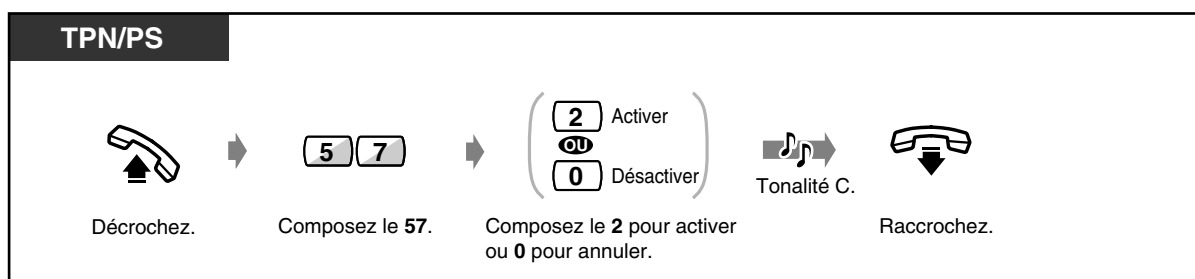 TPN/PS
5 7
2 Activer
OU
0 Désactiver
Tonalité C.
Décrochez.
Composez le 57.
Composez le 2 pour activer
ou 0 pour annuler.
Raccrochez.